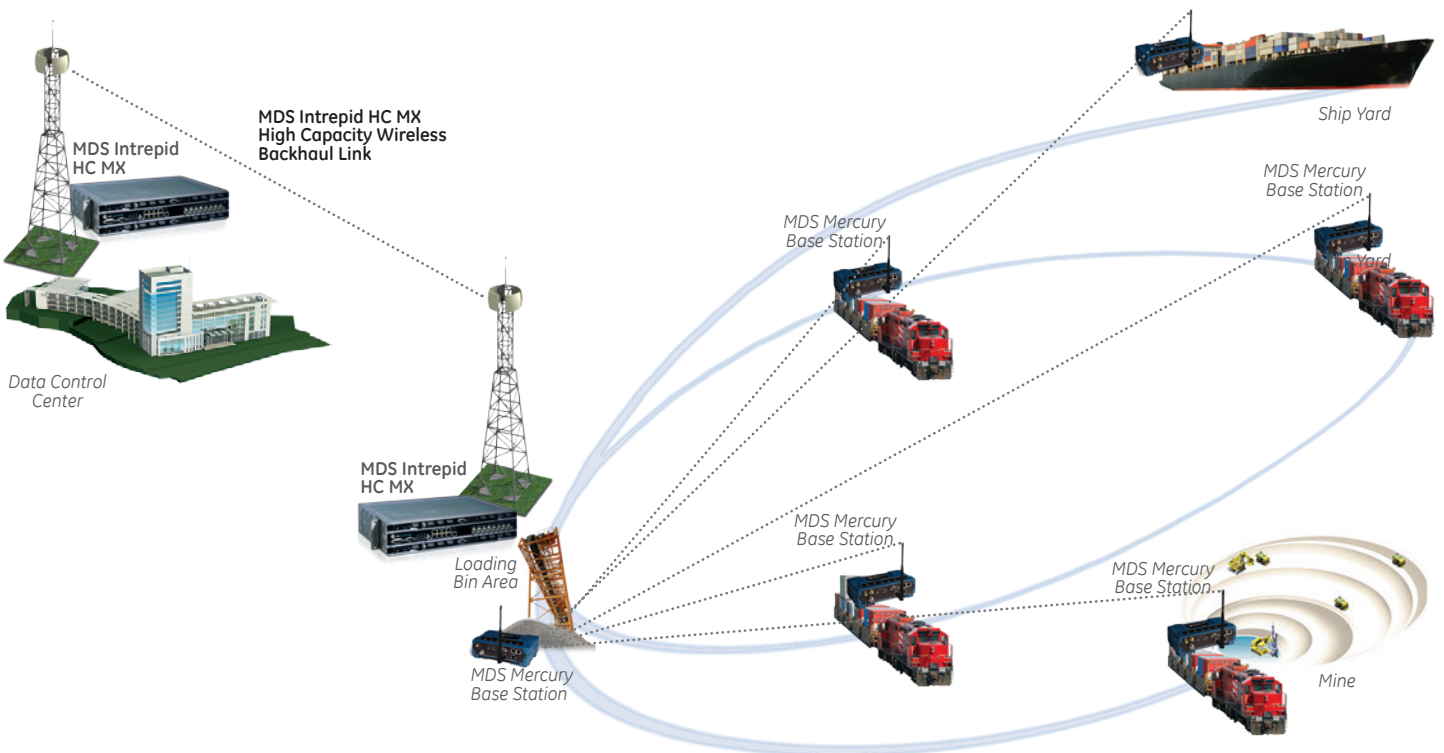 MDS Intrepid HC MX
High Capacity Wireless
Backhaul Link
MDS Intrepid
HC MX
Data Control
Center
MDS Intrepid
HC MX
Loading
Bin Area
MDS Mercury
Base Station
MDS Mercury
Base Station
Ship Yard
MDS Mercury
Base Station
Yard
MDS Mercury
Base Station
MDS Mercury
Base Station
Mine